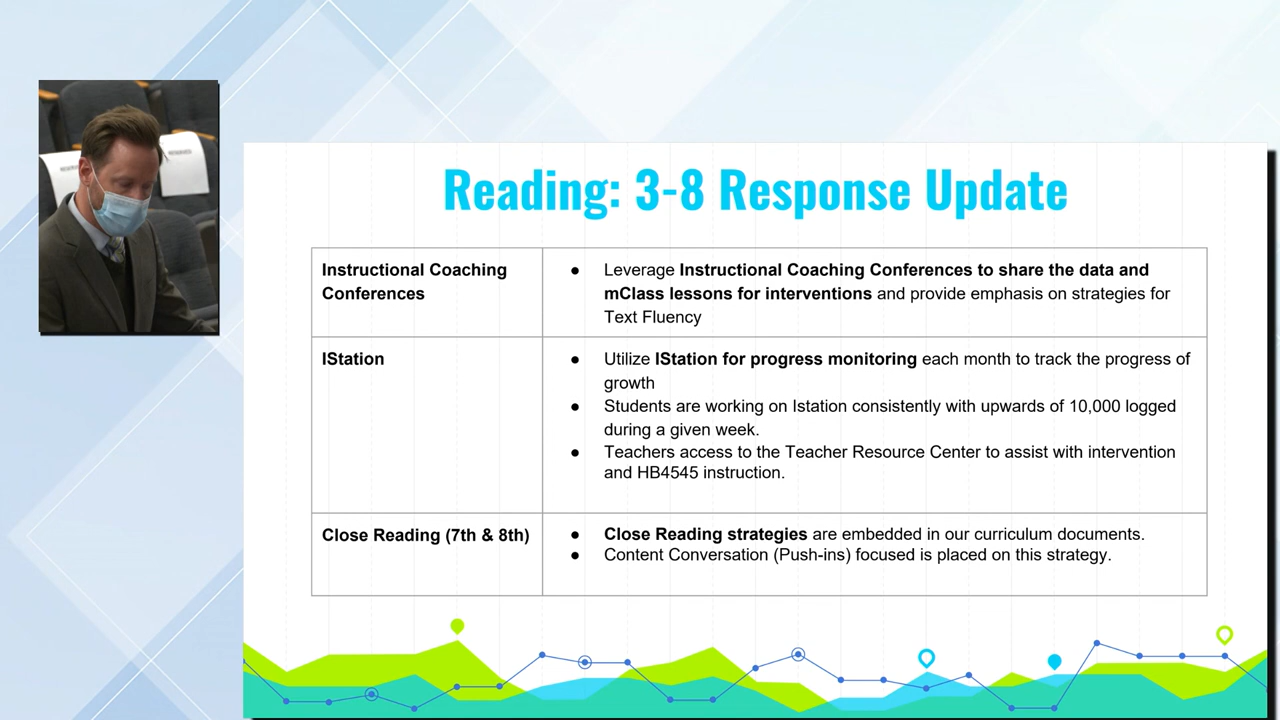 Reading: 3-8 Response Update
Instructional Coaching
Conferences
● Leverage Instructional Coaching Conferences to share the data and
mClass lessons for interventions and provide emphasis on strategies for
Text Fluency
IStation
● Utilize IStation for progress monitoring each month to track the progress of
growth
● Students are working on Istation consistently with upwards of 10,000 logged
during a given week.
● Teachers access to the Teacher Resource Center to assist with intervention
and HB4545 instruction.
Close Reading (7th & 8th)
● Close Reading strategies are embedded in our curriculum documents.
● Content Conversation (Push-ins) focused is placed on this strategy.